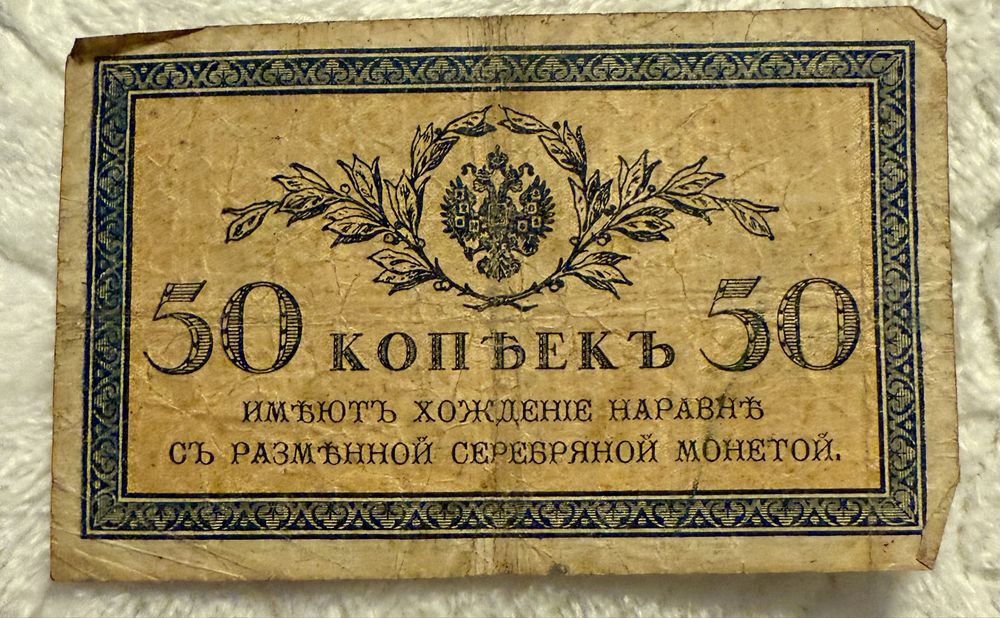 50 КОПѢЕКЪ 50
ИМѢЮТЪ ХОЖДЕНІЕ НАРАВНѢ
СЪ РАЗМѢННОЙ СЕРЕБРЯНОЙ МОНЕТОЙ.